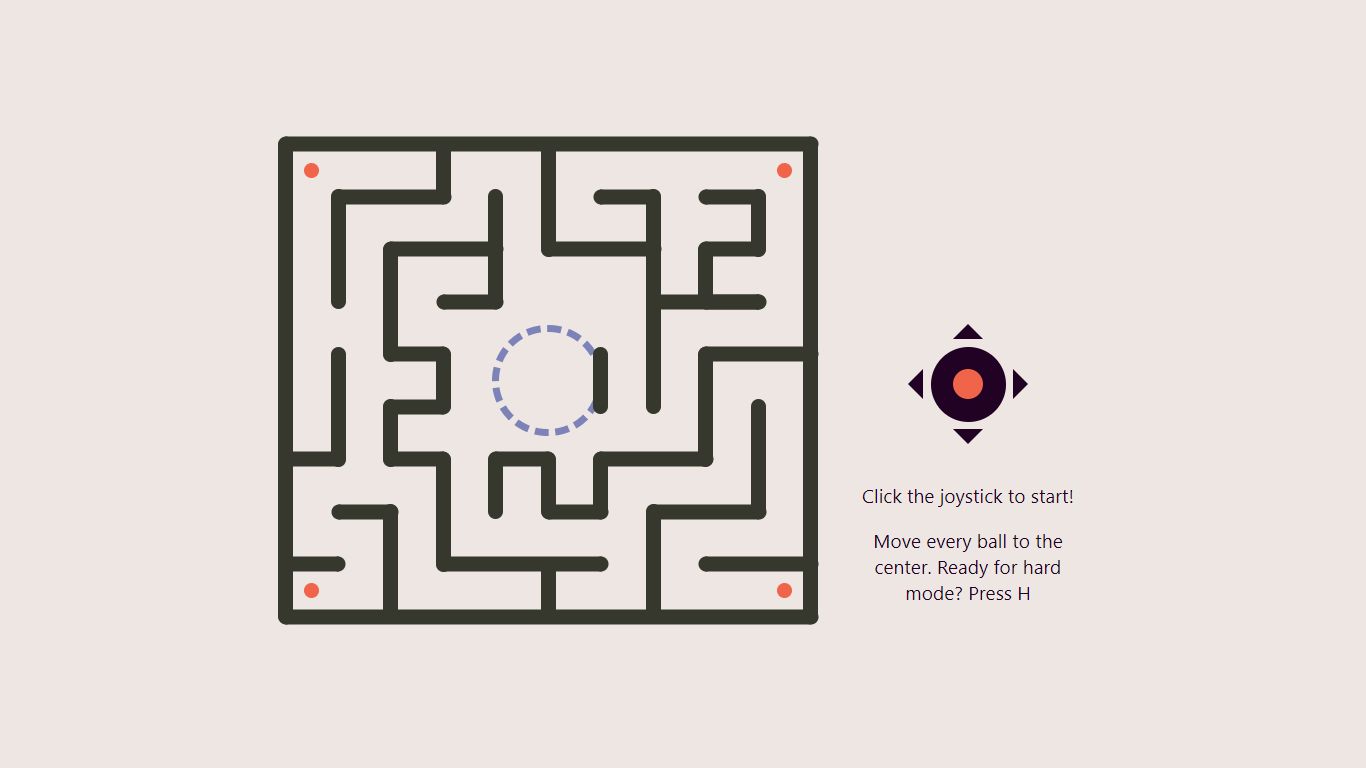 Click the joystick to start!
Move every ball to the
center. Ready for hard
mode? Press H